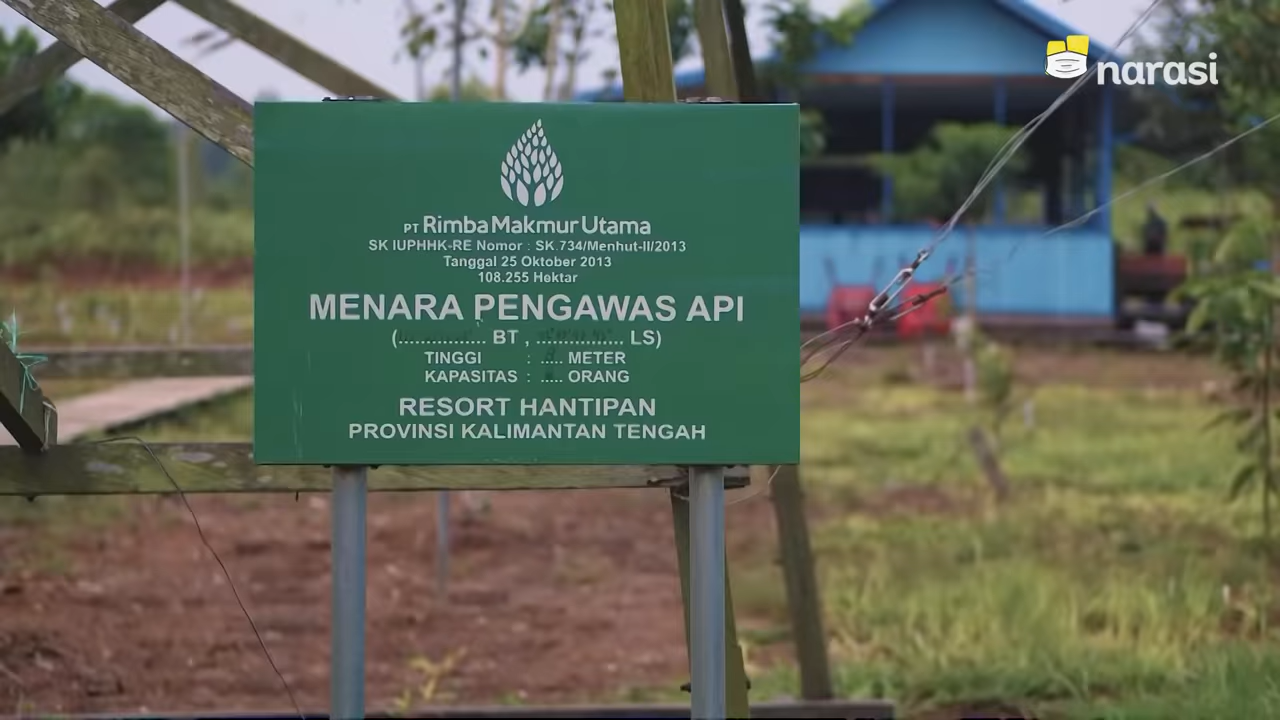 narasi
PT Rimba Makmur Utama
SK IUPHHK-RE Nomor : SK.734/Menhut-II/2013
Tanggal 25 Oktober 2013
108.255 Hektar
MENARA PENGAWAS API
(................ BT , ................ LS)
TINGGI : ..... METER
KAPASITAS : ..... ORANG
RESORT HANTIPAN
PROVINSI KALIMANTAN TENGAH